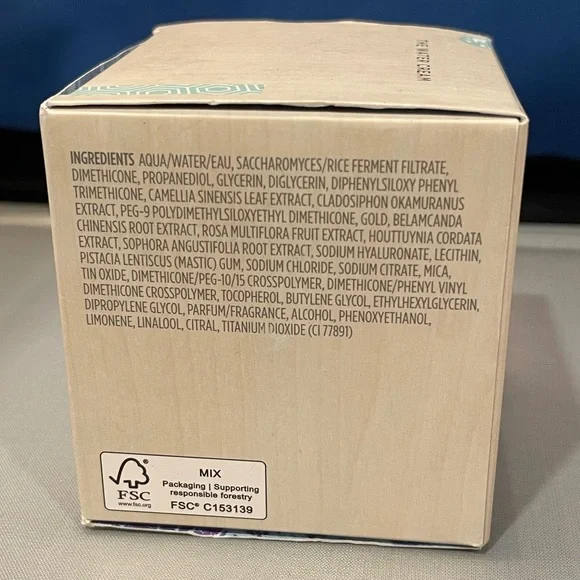 THE WATER CREAM
INGREDIENTS AQUA/WATER/EAU, SACCHAROMYCES/RICE FERMENT FILTRATE,
DIMETHICONE, PROPANEDIOL, GLYCERIN, DIGLYCERIN, DIPHENYLSILOXY PHENYL
TRIMETHICONE, CAMELLIA SINENSIS LEAF EXTRACT, CLADOSIPHON OKAMURANUS
EXTRACT, PEG-9 POLYDIMETHYLSILOXYETHYL DIMETHICONE, GOLD, BELAMCANDA
CHINENSIS ROOT EXTRACT, ROSA MULTIFLORA FRUIT EXTRACT, HOUTTUYNIA CORDATA
EXTRACT, SOPHORA ANGUSTIFOLIA ROOT EXTRACT, SODIUM HYALURONATE, LECITHIN,
PISTACIA LENTISCUS (MASTIC) GUM, SODIUM CHLORIDE, SODIUM CITRATE, MICA,
TIN OXIDE, DIMETHICONE/PEG-10/15 CROSSPOLYMER, DIMETHICONE/PHENYL VINYL
DIMETHICONE CROSSPOLYMER, TOCOPHEROL, BUTYLENE GLYCOL, ETHYLHEXYLGLYCERIN,
DIPROPYLENE GLYCOL, PARFUM/FRAGRANCE, ALCOHOL, PHENOXYETHANOL,
LIMONENE, LINALOOL, CITRAL, TITANIUM DIOXIDE (CI 77891)
FSC
www.fsc.org
MIX
Packaging | Supporting
responsible forestry
FSC® C153139